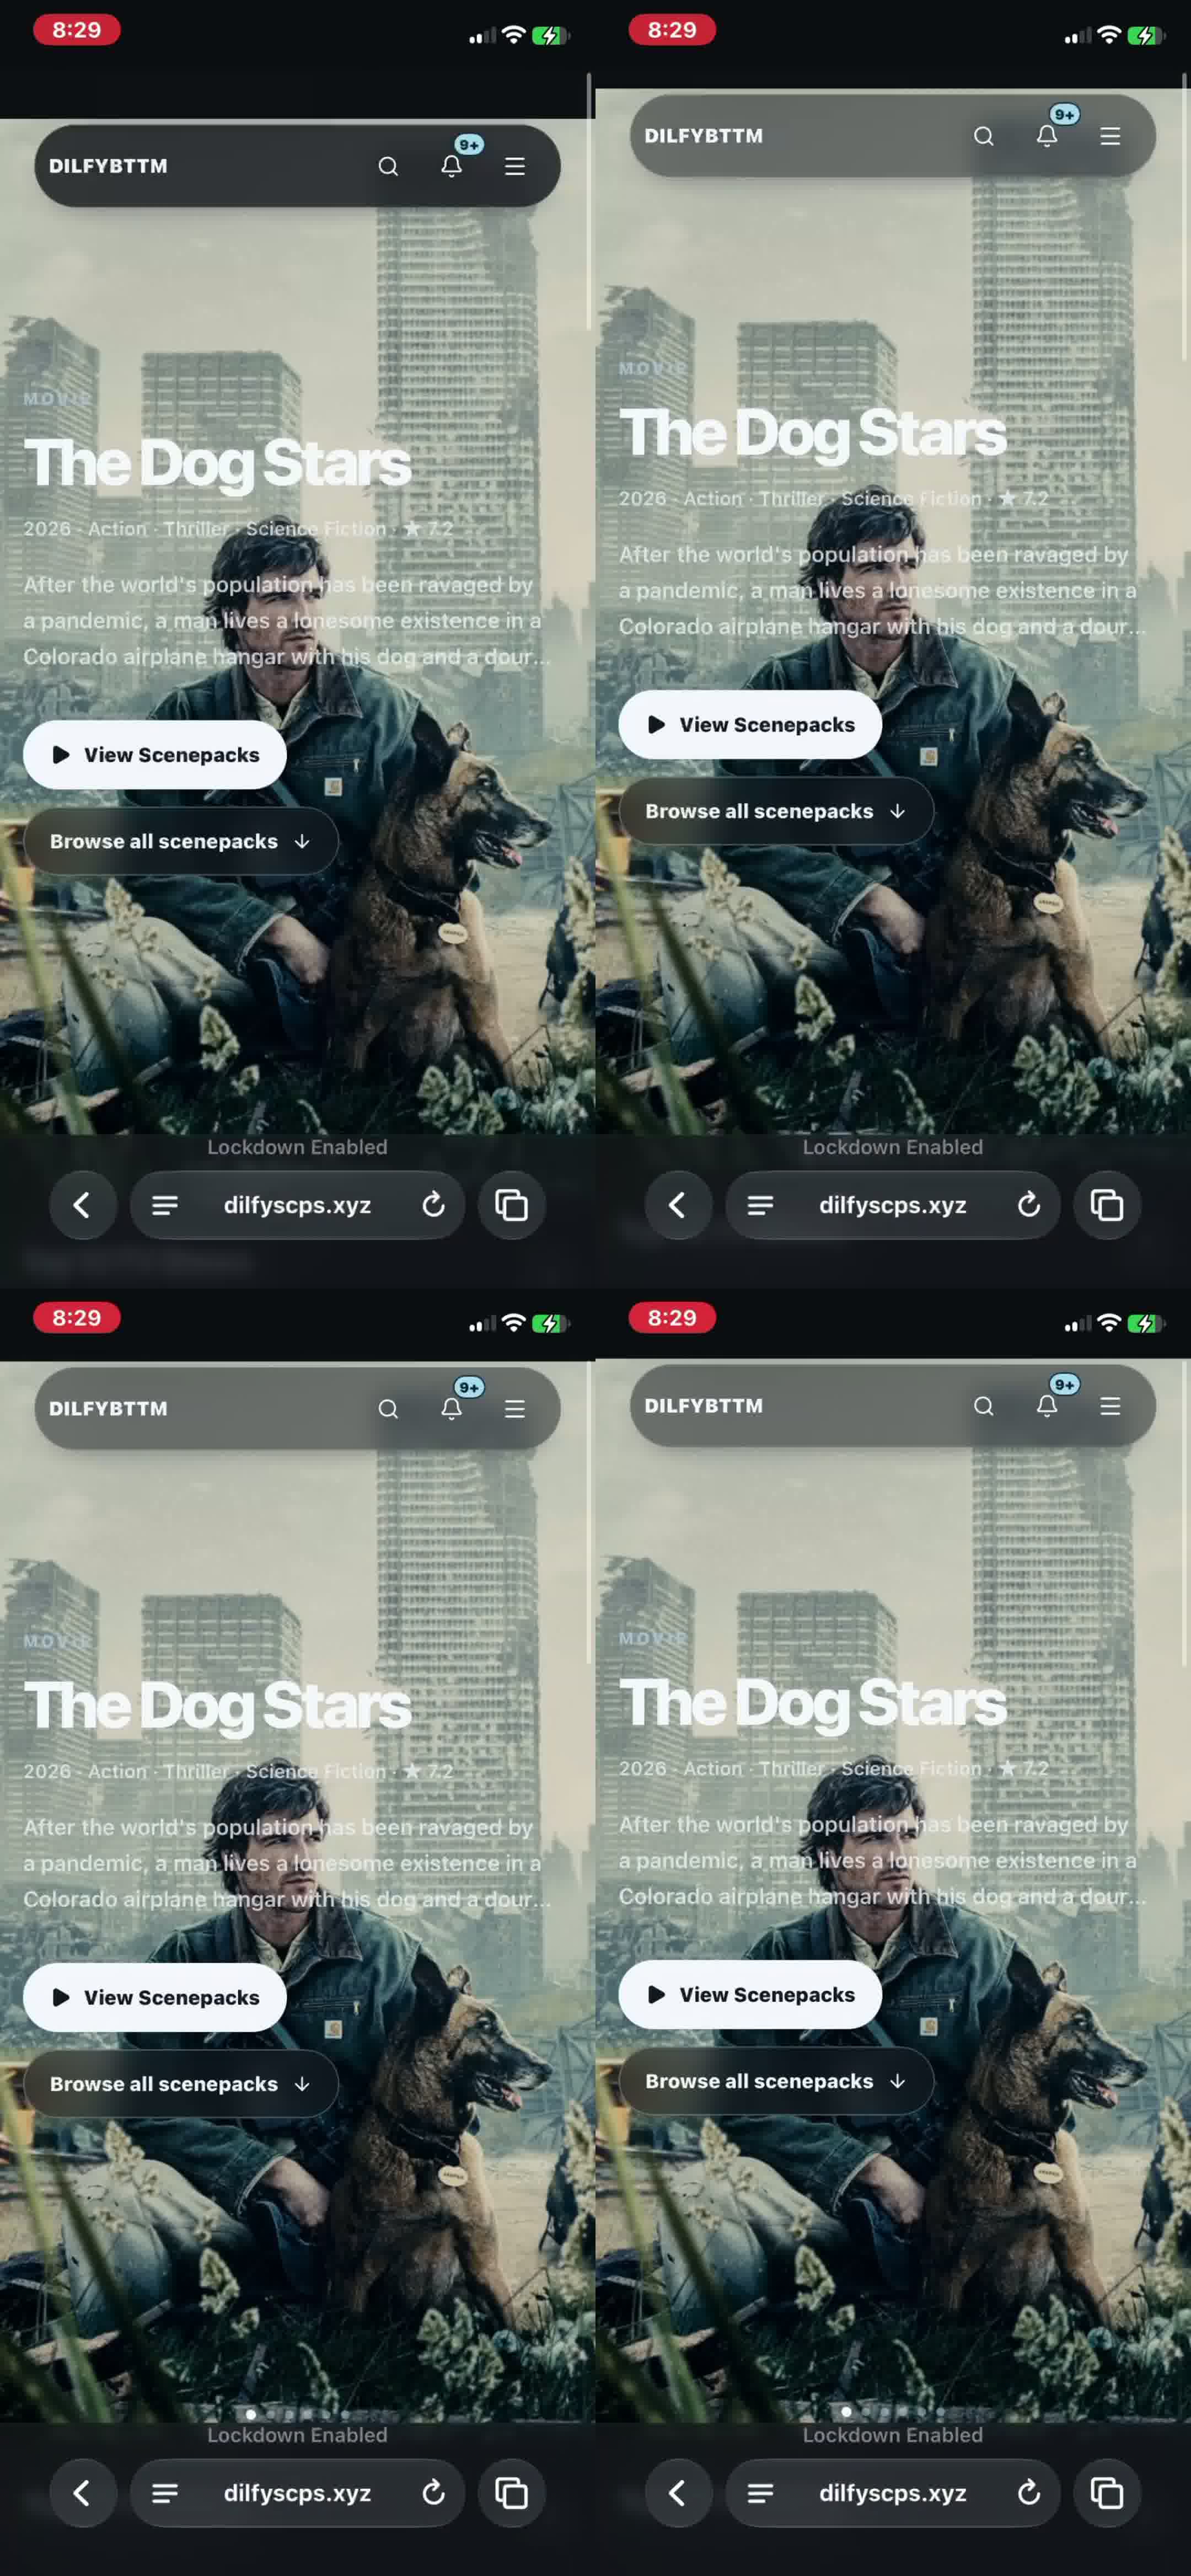 8:29
DILFYBTTM
9+
MOVIE
The Dog Stars
2026 · Action · Thriller · Science Fiction · ★ 7.2
After the world's population has been ravaged by
a pandemic, a man lives a lonesome existence in a
Colorado airplane hangar with his dog and a dour...
View Scenepacks
Browse all scenepacks ↓
Lockdown Enabled
dilfyscps.xyz
8:29
DILFYBTTM
9+
MOVIE
The Dog Stars
2026 · Action · Thriller · Science Fiction · ★ 7.2
After the world's population has been ravaged by
a pandemic, a man lives a lonesome existence in a
Colorado airplane hangar with his dog and a dour...
View Scenepacks
Browse all scenepacks ↓
Lockdown Enabled
dilfyscps.xyz
8:29
DILFYBTTM
9+
MOVIE
The Dog Stars
2026 · Action · Thriller · Science Fiction · ★ 7.2
After the world's population has been ravaged by
a pandemic, a man lives a lonesome existence in a
Colorado airplane hangar with his dog and a dour...
View Scenepacks
Browse all scenepacks ↓
Lockdown Enabled
dilfyscps.xyz
8:29
DILFYBTTM
9+
MOVIE
The Dog Stars
2026 · Action · Thriller · Science Fiction · ★ 7.2
After the world's population has been ravaged by
a pandemic, a man lives a lonesome existence in a
Colorado airplane hangar with his dog and a dour...
View Scenepacks
Browse all scenepacks ↓
Lockdown Enabled
dilfyscps.xyz